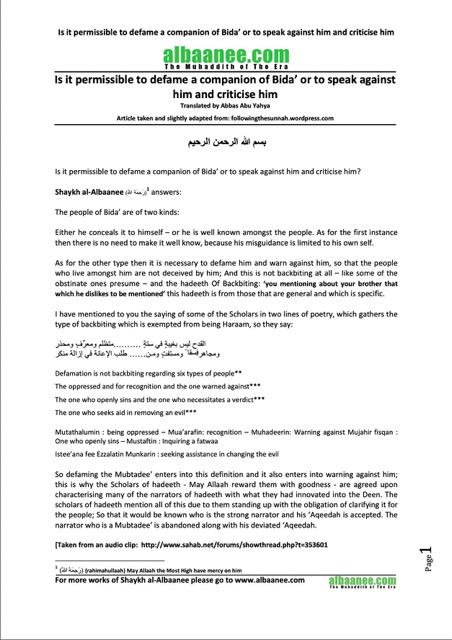 Is it permissible to defame a companion of Bida’ or to speak against him and criticise him
albaanee.com
The Muhaddith Of The Era
Is it permissible to defame a companion of Bida’ or to speak against
him and criticise him
Translated by Abbas Abu Yahya
Article taken and slightly adapted from: followingthesunnah.wordpress.com
بسم الله الرحمن الرحيم
Is it permissible to defame a companion of Bida’ or to speak against him and criticise him?
Shaykh al-Albaanee (رَحِمَهُ اللهُ)1 answers:
The people of Bida’ are of two kinds:
Either he conceals it to himself – or he is well known amongst the people. As for the first instance
then there is no need to make it well know, because his misguidance is limited to his own self.
As for the other type then it is necessary to defame him and warn against him, so that the people
who live amongst him are not deceived by him; And this is not backbiting at all – like some of the
obstinate ones presume – and the hadeeth Of Backbiting: ‘you mentioning about your brother that
which he dislikes to be mentioned’ this hadeeth is from those that are general and which is specific.
I have mentioned to you the saying of some of the Scholars in two lines of poetry, which gathers the
type of backbiting which is exempted from being Haraam, so they say:
القدح ليس بغيبةٍ في ستةٍ ..........متظلم ومعرِّفٍ ومحذر
ومجاهرٍ فسقاً ومستفتٍ ومن...... طلب الإعانة في إزالة منكر
Defamation is not backbiting regarding six types of people**
The oppressed and for recognition and the one warned against***
The one who openly sins and the one who necessitates a verdict***
The one who seeks aid in removing an evil***
Mutathalumin : being oppressed – Mua’arafin: recognition – Muhadeerin: Warning against Mujahir fisqan :
One who openly sins – Mustaftin : Inquiring a fatwaa
Istee’ana fee Ezzalatin Munkarin : seeking assistance in changing the evil
So defaming the Mubtadee’ enters into this definition and it also enters into warning against him;
this is why the Scholars of hadeeth - May Allaah reward them with goodness - are agreed upon
characterising many of the narrators of hadeeth with what they had innovated into the Deen. The
scholars of hadeeth mention all of this due to them standing up with the obligation of clarifying it
for the people; So that it would be known who is the strong narrator and his ‘Aqeedah is accepted. The
narrator who is a Mubtadee’ is abandoned along with his deviated ‘Aqeedah.
[Taken from an audio clip: http://www.sahab.net/forums/showthread.php?t=353601
1 (رَحِمَهُ اللهُ) (rahimahullaah) May Allaah the Most High have mercy on him
For more works of Shaykh al-Albaanee please go to www.albaanee.com
albaanee.com
The Muhaddith Of The Era
Page1